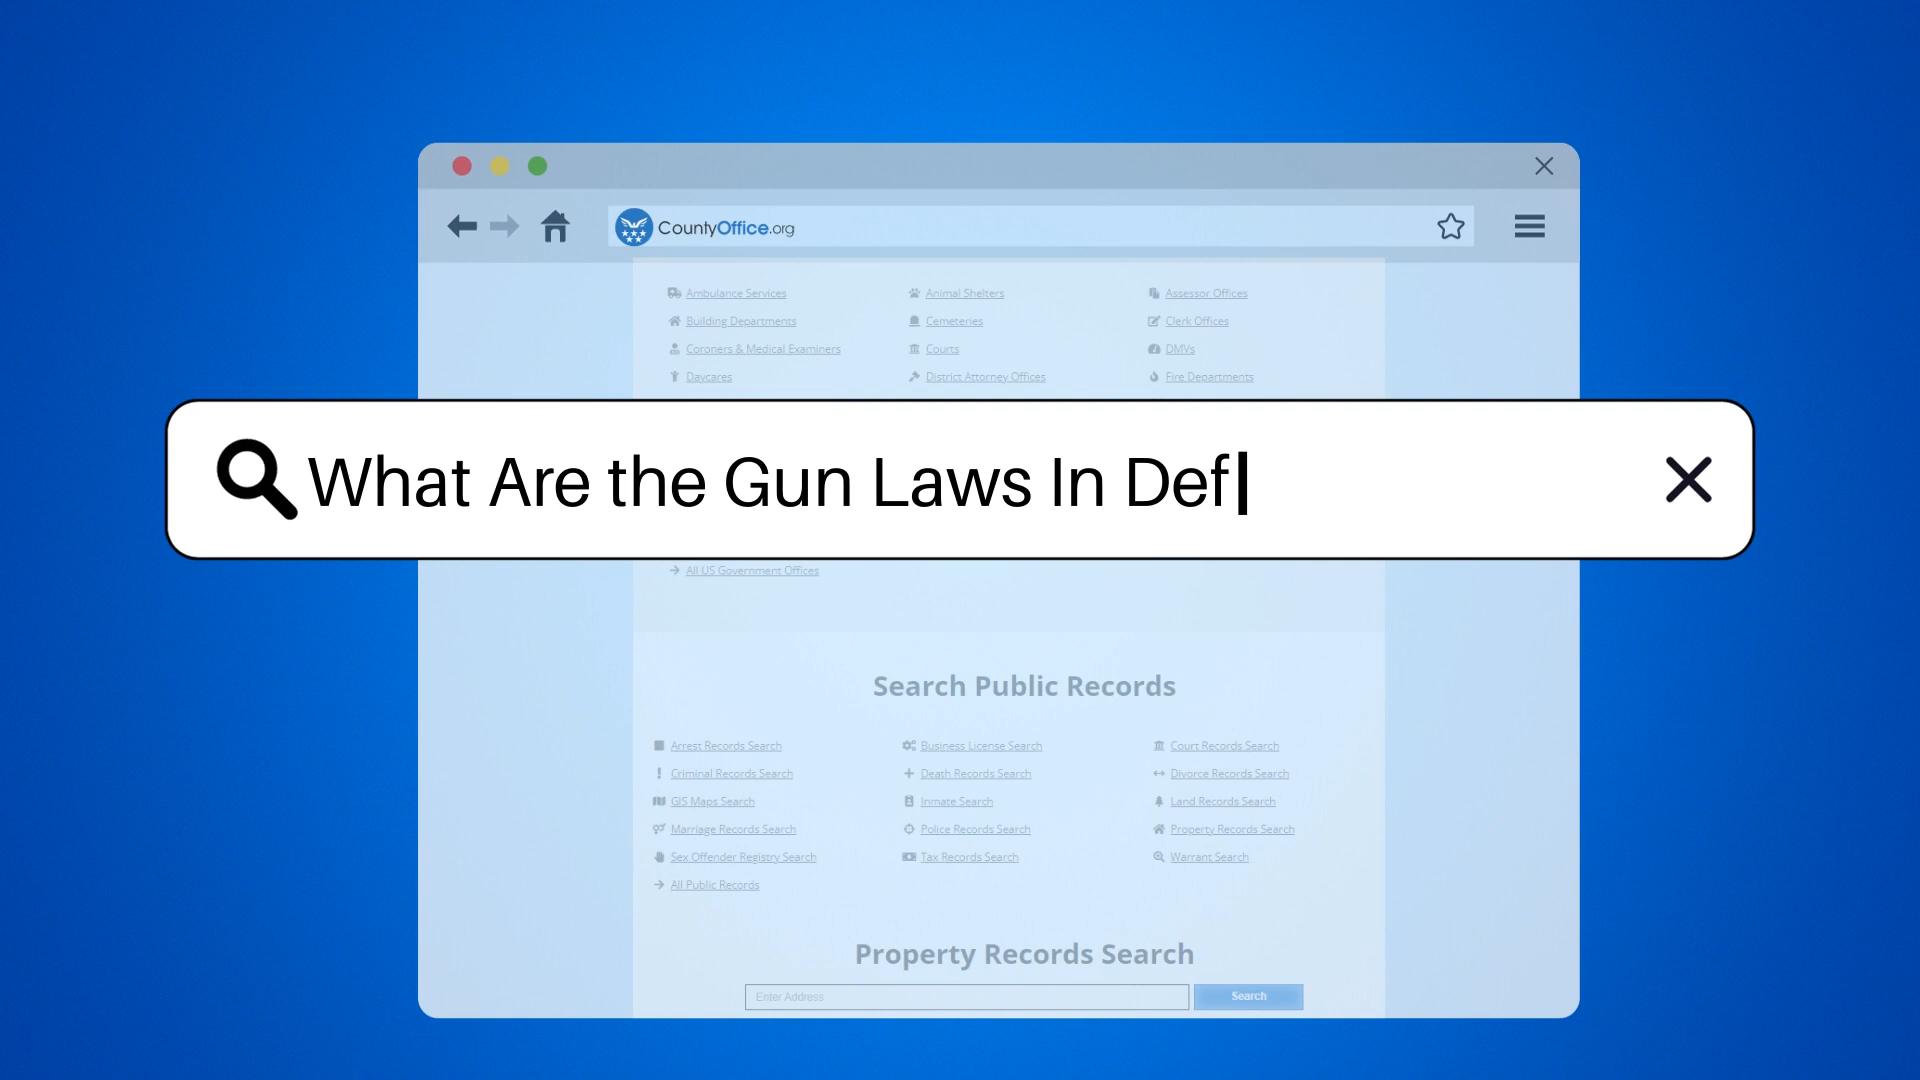 CountyOffice.org
Ambulance Services Animal Shelters Assessor Offices
Building Departments Cemeteries Clerk Offices
Coroners & Medical Examiners Courts DMVs
Daycares District Attorney Offices Fire Departments
What Are the Gun Laws In Def
All US Government Offices
Search Public Records
Arrest Records Search Business License Search Court Records Search
Criminal Records Search Death Records Search Divorce Records Search
GIS Maps Search Inmate Search Land Records Search
Marriage Records Search Police Records Search Property Records Search
Sex Offender Registry Search Tax Records Search Warrant Search
All Public Records
Property Records Search
Enter Address Search